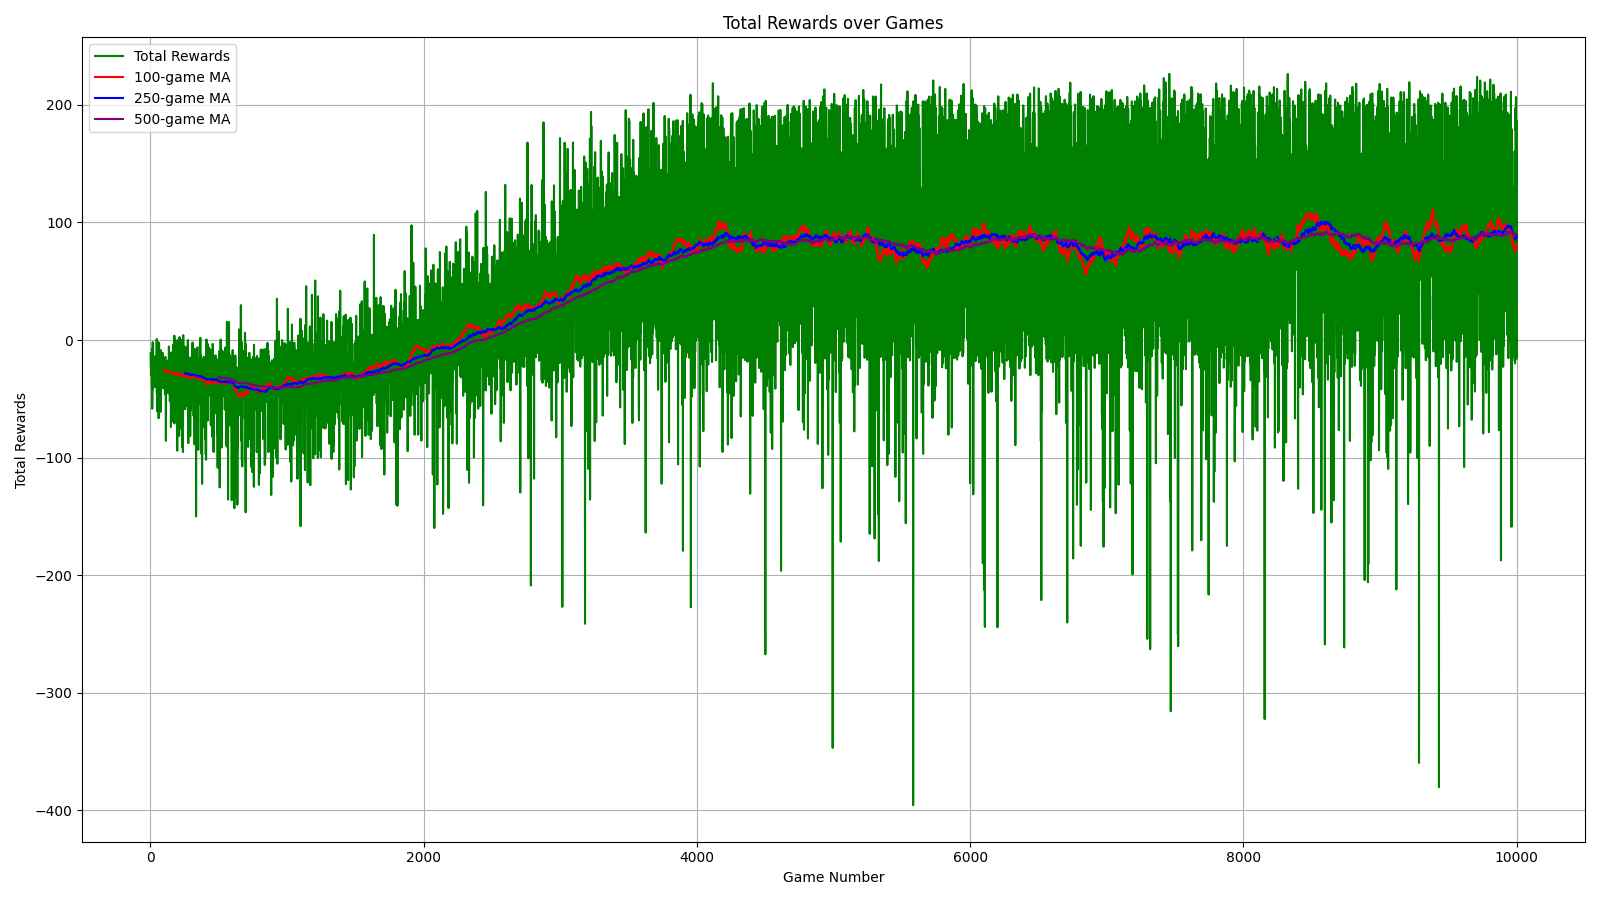 Total Rewards over Games
Total Rewards
100-game MA
250-game MA
500-game MA
200
100
0
−100
−200
−300
−400
Total Rewards
0
2000
4000
6000
8000
10000
Game Number